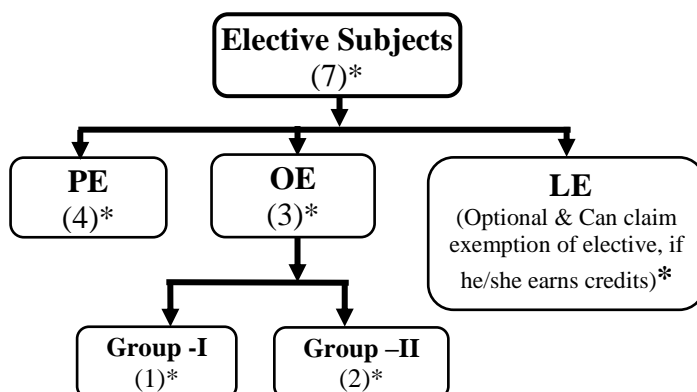 Elective Subjects
(7)*
PE
(4)*
OE
(3)*
LE
(Optional & Can claim
exemption of elective, if
he/she earns credits)*
Group -I
(1)*
Group –II
(2)*